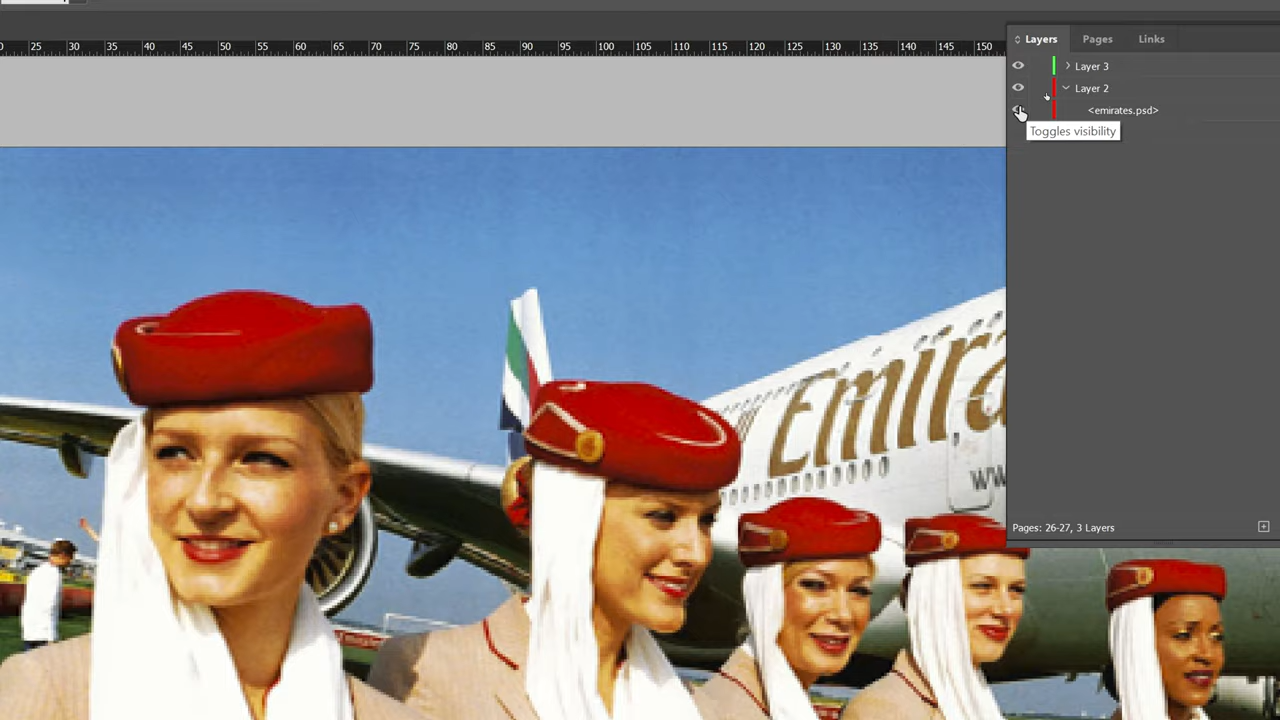 25 30 35 40 45 50 55 60 65 70 75 80 85 90 95 100 105 110 115 120 125 130 135 140 145 150
Layers Pages Links
Layer 3
Layer 2
<emirates.psd>
Toggles visibility
Emira
WW
Pages: 26-27, 3 Layers